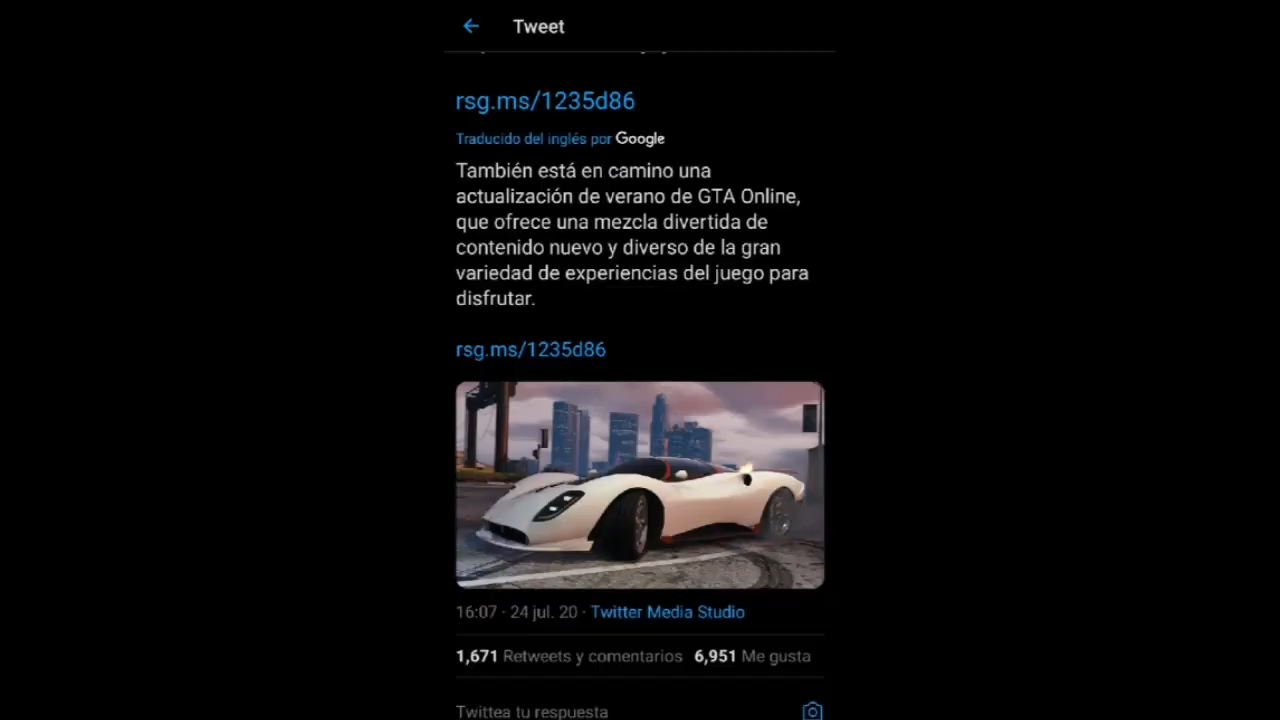 Tweet
rsg.ms/1235d86
Traducido del inglés por Google
También está en camino una
actualización de verano de GTA Online,
que ofrece una mezcla divertida de
contenido nuevo y diverso de la gran
variedad de experiencias del juego para
disfrutar.
rsg.ms/1235d86
16:07 · 24 jul. 20 · Twitter Media Studio
1,671 Retweets y comentarios 6,951 Me gusta
Twittea tu respuesta